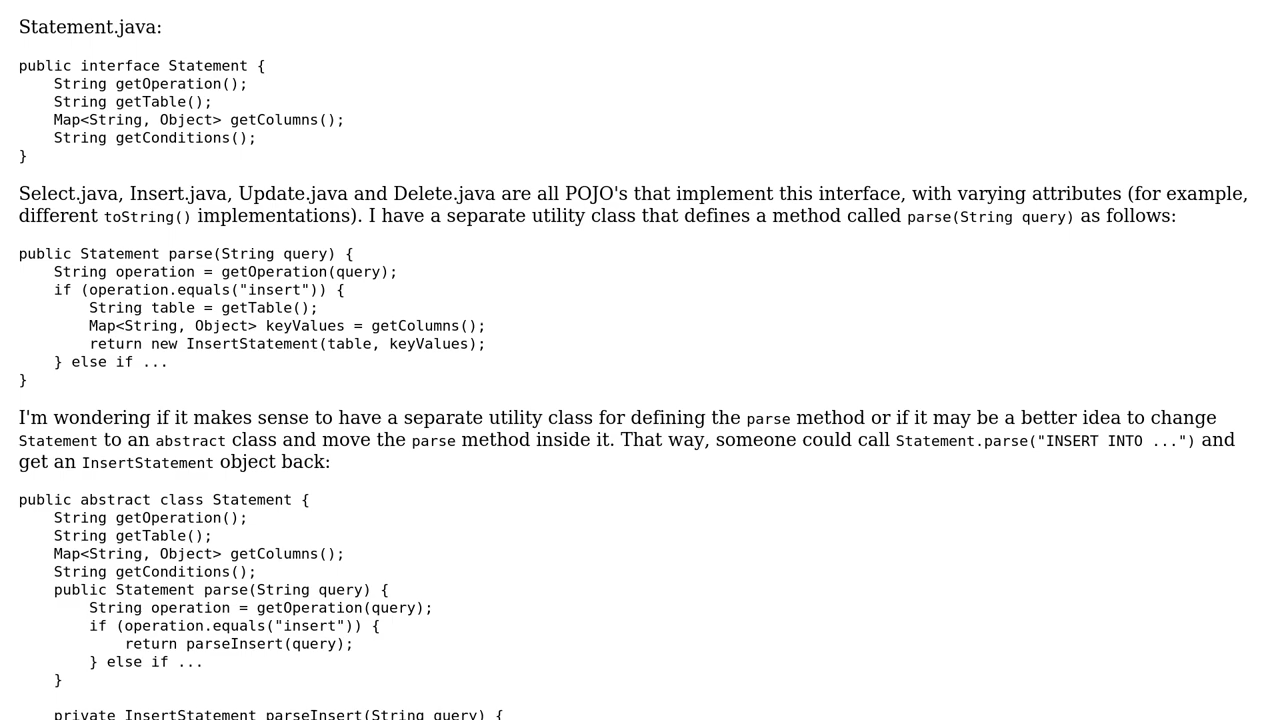 Statement.java:
public interface Statement {
    String getOperation();
    String getTable();
    Map<String, Object> getColumns();
    String getConditions();
}
Select.java, Insert.java, Update.java and Delete.java are all POJO's that implement this interface, with varying attributes (for example,
different toString() implementations). I have a separate utility class that defines a method called parse(String query) as follows:
public Statement parse(String query) {
    String operation = getOperation(query);
    if (operation.equals("insert")) {
        String table = getTable();
        Map<String, Object> keyValues = getColumns();
        return new InsertStatement(table, keyValues);
    } else if ...
}
I'm wondering if it makes sense to have a separate utility class for defining the parse method or if it may be a better idea to change
Statement to an abstract class and move the parse method inside it. That way, someone could call Statement.parse("INSERT INTO ...") and
get an InsertStatement object back:
public abstract class Statement {
    String getOperation();
    String getTable();
    Map<String, Object> getColumns();
    String getConditions();
    public Statement parse(String query) {
        String operation = getOperation(query);
        if (operation.equals("insert")) {
            return parseInsert(query);
        } else if ...
    }
    private InsertStatement parseInsert(String query) {